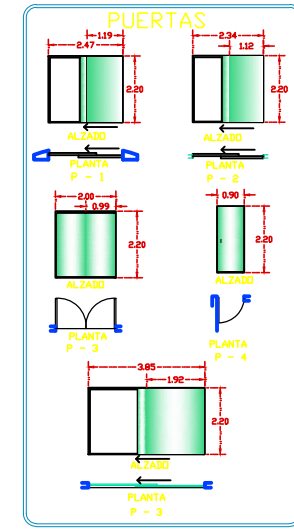 PUERTAS
1.19
2.47
2.20
ALZADO
PLANTA
P - 1
2.34
1.12
2.20
ALZADO
PLANTA
P - 2
2.00
0.99
2.20
ALZADO
PLANTA
P - 3
0.90
2.20
ALZADO
PLANTA
P - 4
3.85
1.92
2.20
ALZADO
PLANTA
P - 3